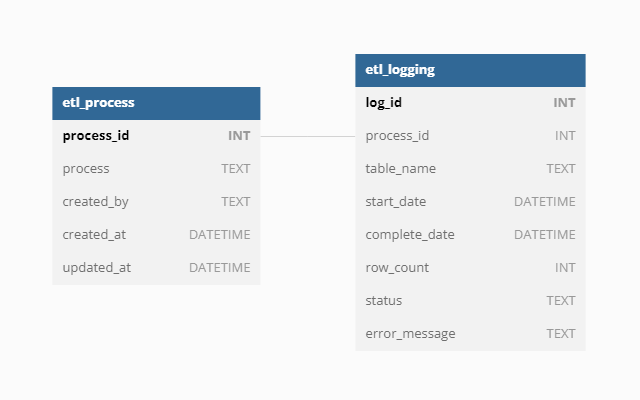 etl_process
process_id INT
process TEXT
created_by TEXT
created_at DATETIME
updated_at DATETIME
etl_logging
log_id INT
process_id INT
table_name TEXT
start_date DATETIME
complete_date DATETIME
row_count INT
status TEXT
error_message TEXT